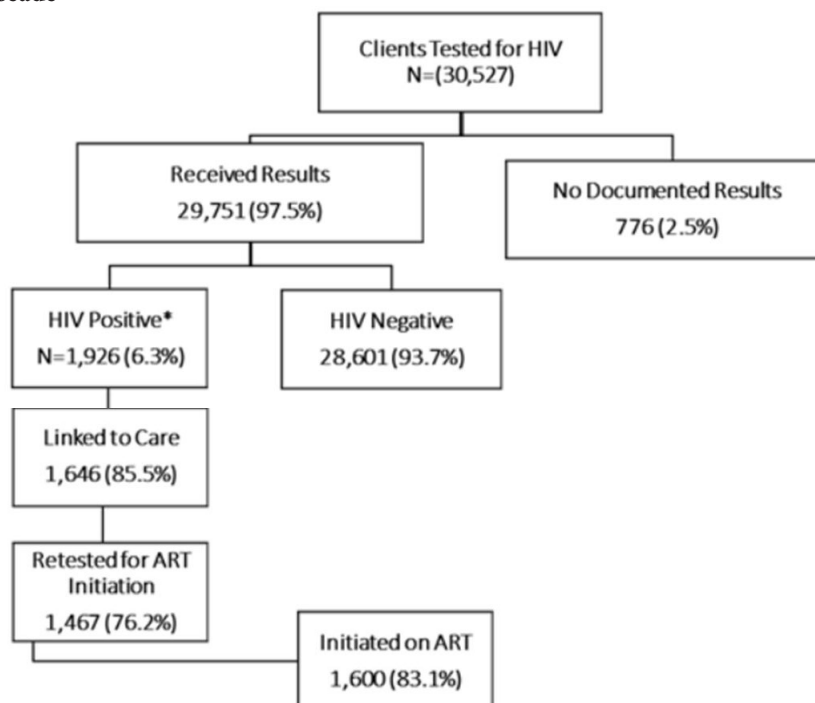 Clients Tested for HIV
N=(30,527)
Received Results
29,751 (97.5%)
No Documented Results
776 (2.5%)
HIV Positive*
N=1,926 (6.3%)
HIV Negative
28,601 (93.7%)
Linked to Care
1,646 (85.5%)
Retested for ART
Initiation
1,467 (76.2%)
Initiated on ART
1,600 (83.1%)